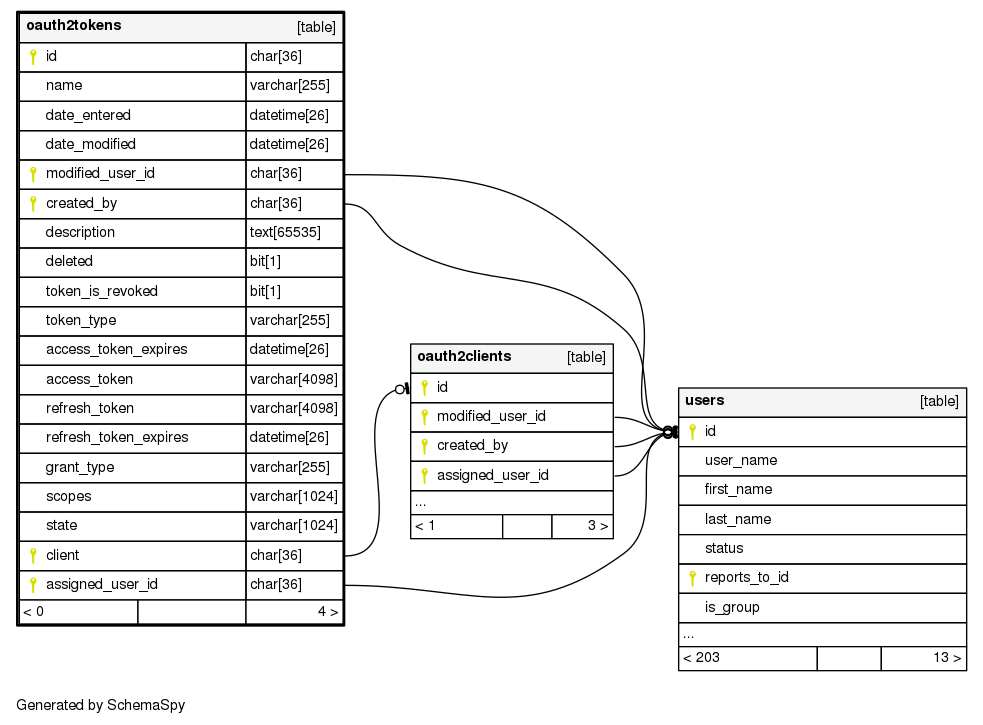 oauth2tokens [table]
id char[36]
name varchar[255]
date_entered datetime[26]
date_modified datetime[26]
modified_user_id char[36]
created_by char[36]
description text[65535]
deleted bit[1]
token_is_revoked bit[1]
token_type varchar[255]
access_token_expires datetime[26]
access_token varchar[4098]
refresh_token varchar[4098]
refresh_token_expires datetime[26]
grant_type varchar[255]
scopes varchar[1024]
state varchar[1024]
client char[36]
assigned_user_id char[36]
< 0 4 >
oauth2clients [table]
id
modified_user_id
created_by
assigned_user_id
...
< 1 3 >
users [table]
id
user_name
first_name
last_name
status
reports_to_id
is_group
...
< 203 13 >
Generated by SchemaSpy